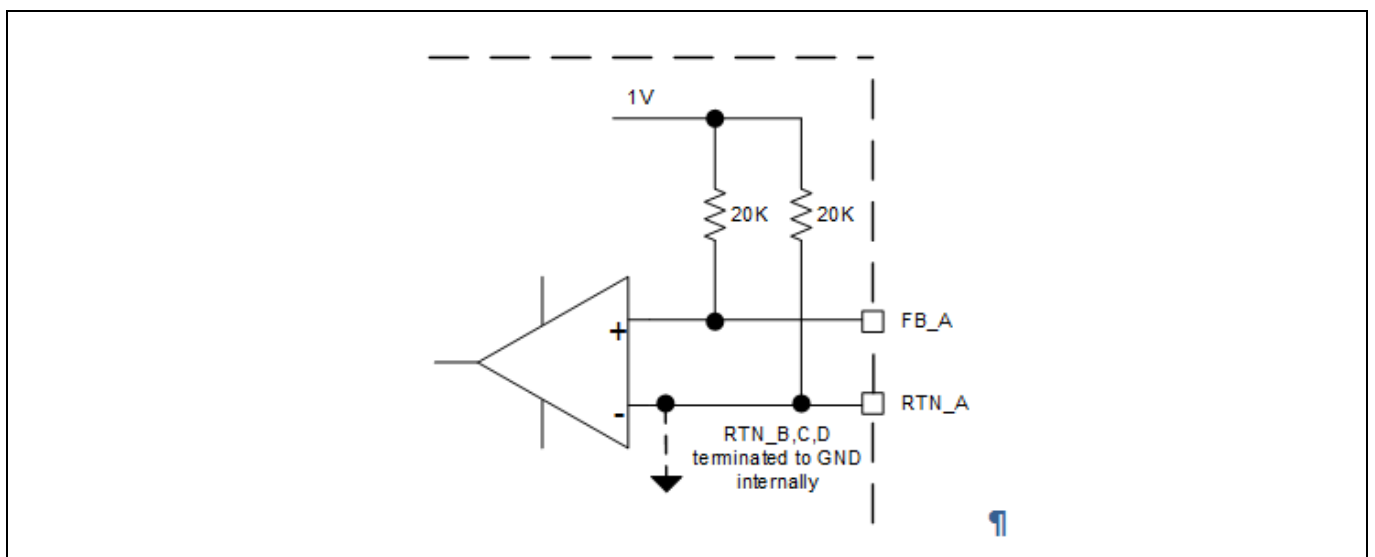 1V
20K
20K
+
FB_A
-
RTN_A
RTN_B,C,D
terminated to GND
internally
¶